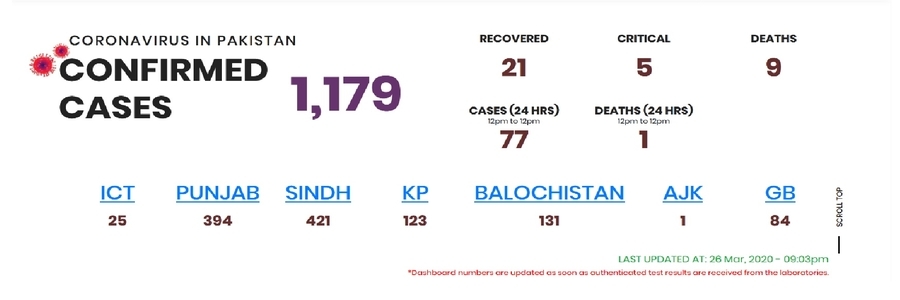 CORONAVIRUS IN PAKISTAN
CONFIRMED
CASES
1,179
RECOVERED
21
CRITICAL
5
DEATHS
9
CASES (24 HRS)
12pm to 12pm
77
DEATHS (24 HRS)
12pm to 12pm
1
ICT PUNJAB SINDH KP BALOCHISTAN AJK GB
25 394 421 123 131 1 84
SCROLL TOP
LAST UPDATED AT: 26 Mar, 2020 - 09:03pm
*Dashboard numbers are updated as soon as authenticated test results are received from the laboratories.